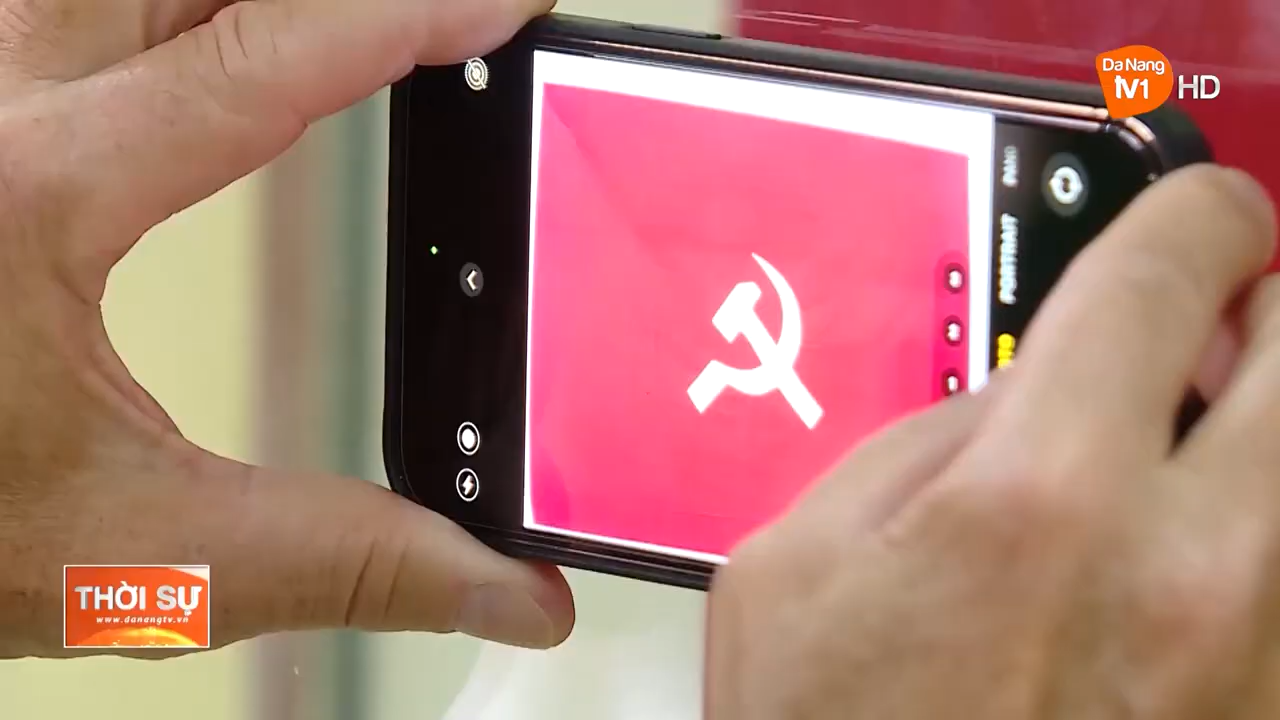 Da Nang
TV1 HD
PANO
PORTRAIT
THỜI SỰ
www.danangtv.vn